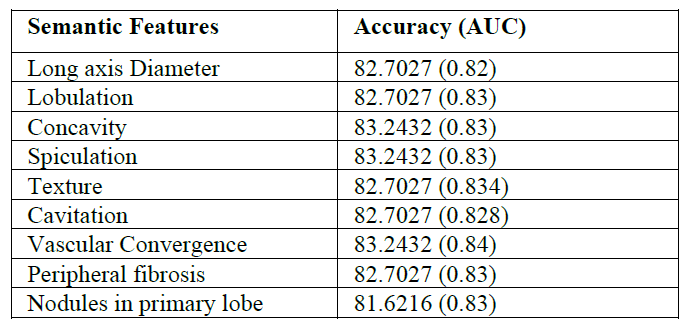 Semantic Features Accuracy (AUC)
Long axis Diameter 82.7027 (0.82)
Lobulation 82.7027 (0.83)
Concavity 83.2432 (0.83)
Spiculation 83.2432 (0.83)
Texture 82.7027 (0.834)
Cavitation 82.7027 (0.828)
Vascular Convergence 83.2432 (0.84)
Peripheral fibrosis 82.7027 (0.83)
Nodules in primary lobe 81.6216 (0.83)